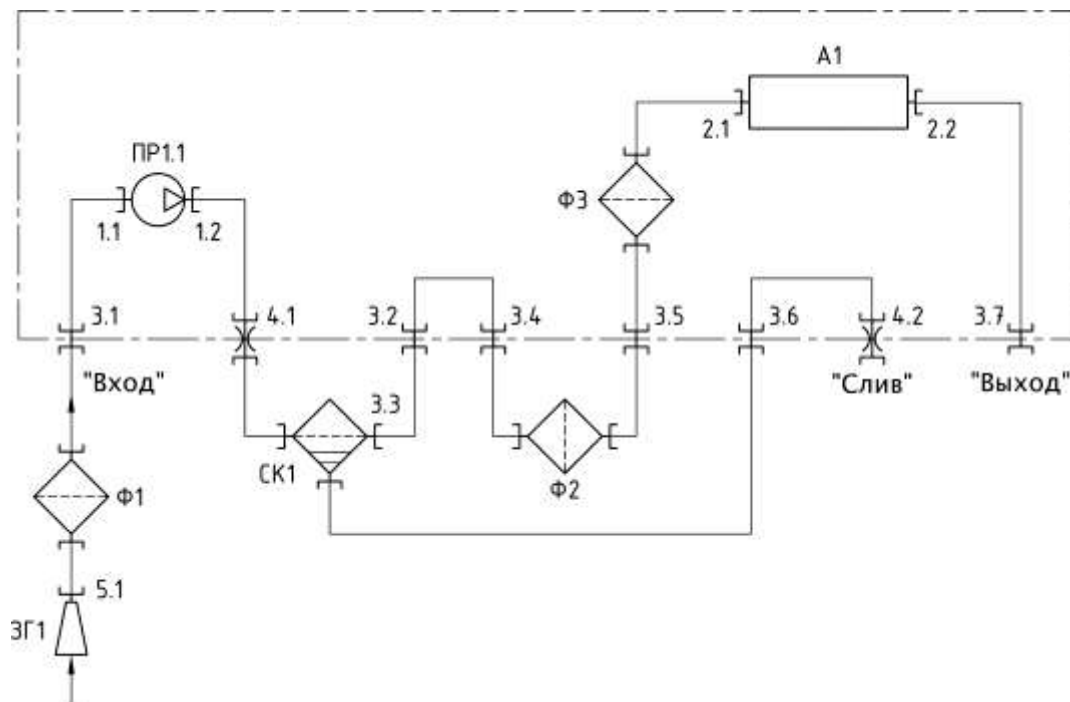 А1
2.1
2.2
ПР1.1
1.1
1.2
Ф3
3.1
4.1
3.2
3.4
3.5
3.6
4.2
3.7
"Вход"
"Слив"
"Выход"
3.3
СК1
Ф2
Ф1
5.1
ЗГ1